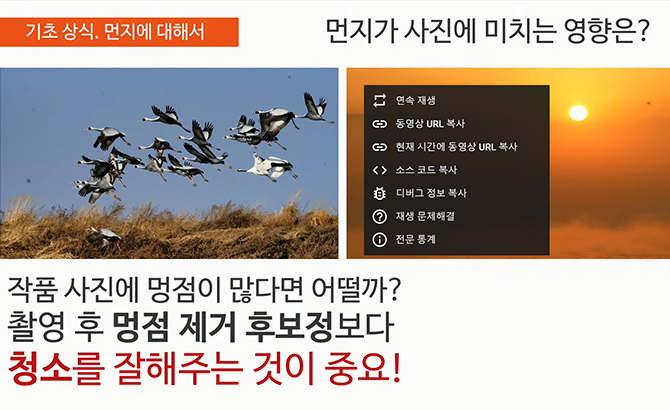 기초 상식. 먼지에 대해서
먼지가 사진에 미치는 영향은?
연속 재생
동영상 URL 복사
현재 시간에 동영상 URL 복사
소스 코드 복사
디버그 정보 복사
재생 문제해결
전문 통계
작품 사진에 멍점이 많다면 어떨까?
촬영 후 멍점 제거 후보정보다
청소를 잘해주는 것이 중요!